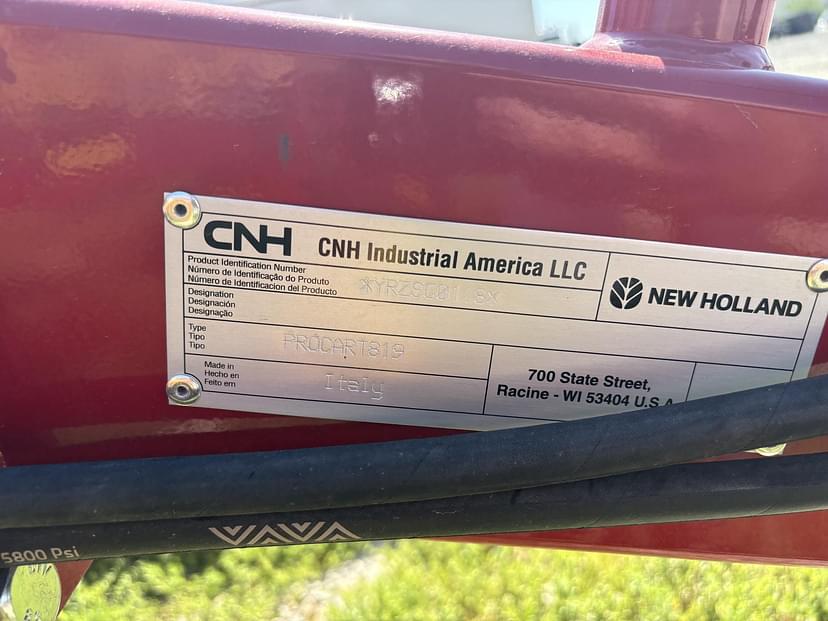 CNH CNH Industrial America LLC
Product Identification Number
Número de Identificação do Produto
Número de Identificacion del Producto
NEW HOLLAND
Designation
Designación
Designação
Type
Tipo
Tipo
PROCART819
Made in
Hecho en
Feito em
Italy
700 State Street,
Racine - WI 53404 U.S.A
5800 Psi